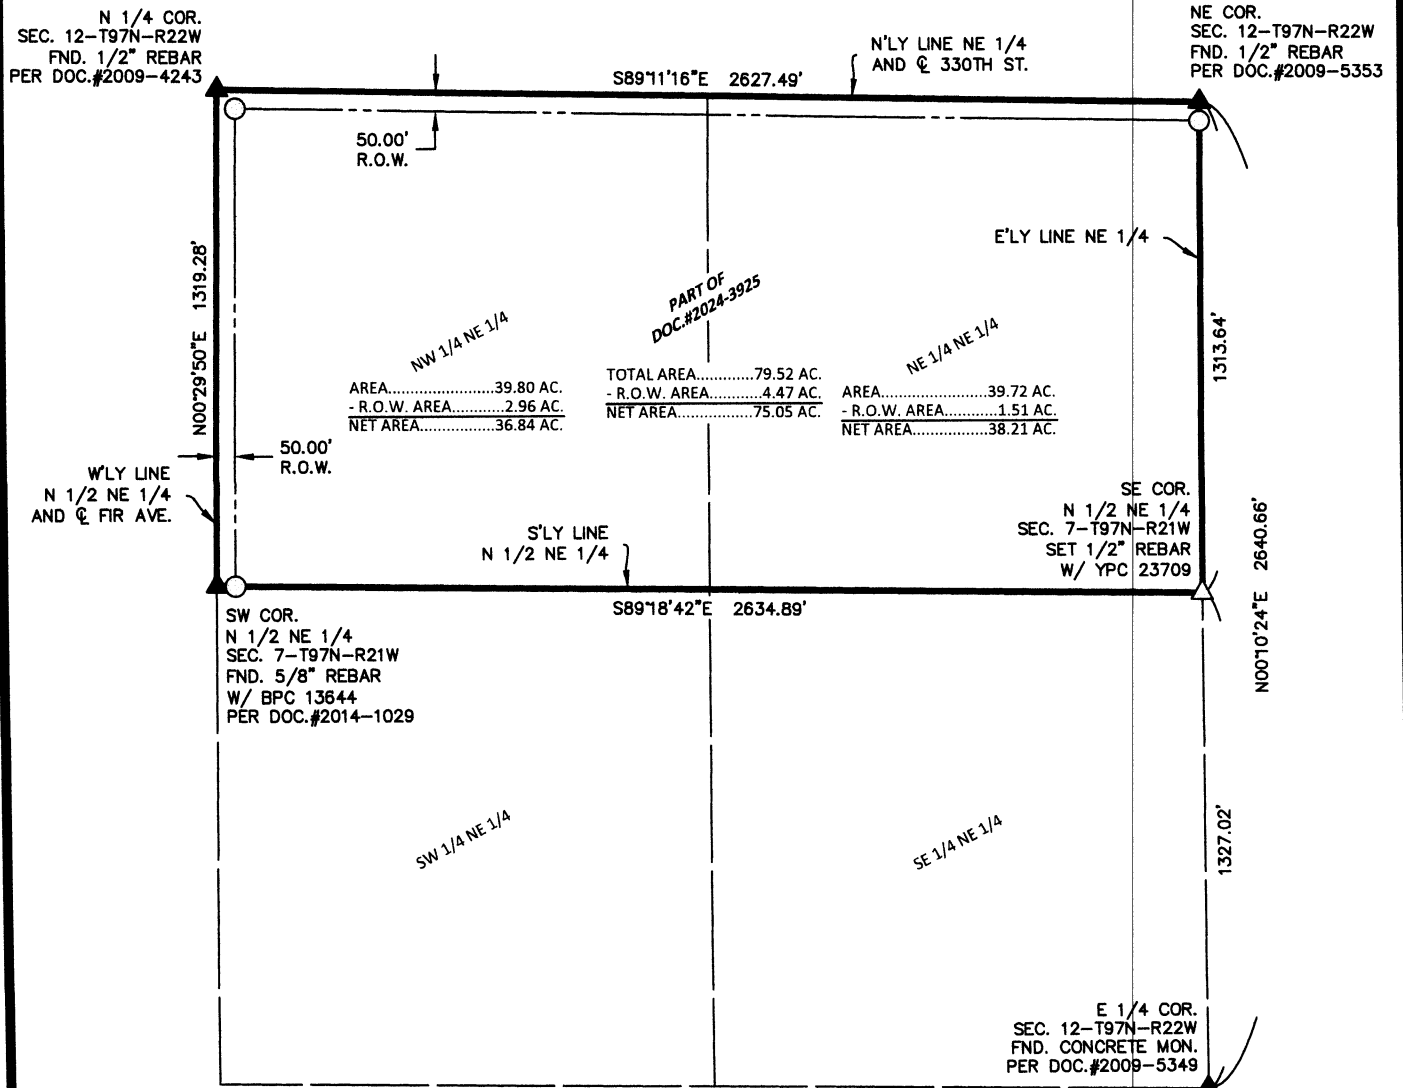 N 1/4 COR.
SEC. 12-T97N-R22W
FND. 1/2" REBAR
PER DOC.#2009-4243
NE COR.
SEC. 12-T97N-R22W
FND. 1/2" REBAR
PER DOC.#2009-5353
N'LY LINE NE 1/4
AND ℄ 330TH ST.
S89°11'16"E 2627.49'
50.00'
R.O.W.
E'LY LINE NE 1/4
N00°29'50"E 1319.28'
1313.64'
PART OF
DOC.#2024-3925
NW 1/4 NE 1/4
NE 1/4 NE 1/4
AREA.......................39.80 AC.
- R.O.W. AREA...........2.96 AC.
NET AREA................36.84 AC.
TOTAL AREA............79.52 AC.
- R.O.W. AREA............4.47 AC.
NET AREA................75.05 AC.
AREA.......................39.72 AC.
- R.O.W. AREA...........1.51 AC.
NET AREA................38.21 AC.
50.00'
R.O.W.
W'LY LINE
N 1/2 NE 1/4
AND ℄ FIR AVE.
S'LY LINE
N 1/2 NE 1/4
SE COR.
N 1/2 NE 1/4
SEC. 7-T97N-R21W
SET 1/2" REBAR
W/ YPC 23709
N00°10'24"E 2640.66'
S89°18'42"E 2634.89'
SW COR.
N 1/2 NE 1/4
SEC. 7-T97N-R21W
FND. 5/8" REBAR
W/ BPC 13644
PER DOC.#2014-1029
SW 1/4 NE 1/4
SE 1/4 NE 1/4
1327.02'
E 1/4 COR.
SEC. 12-T97N-R22W
FND. CONCRETE MON.
PER DOC.#2009-5349